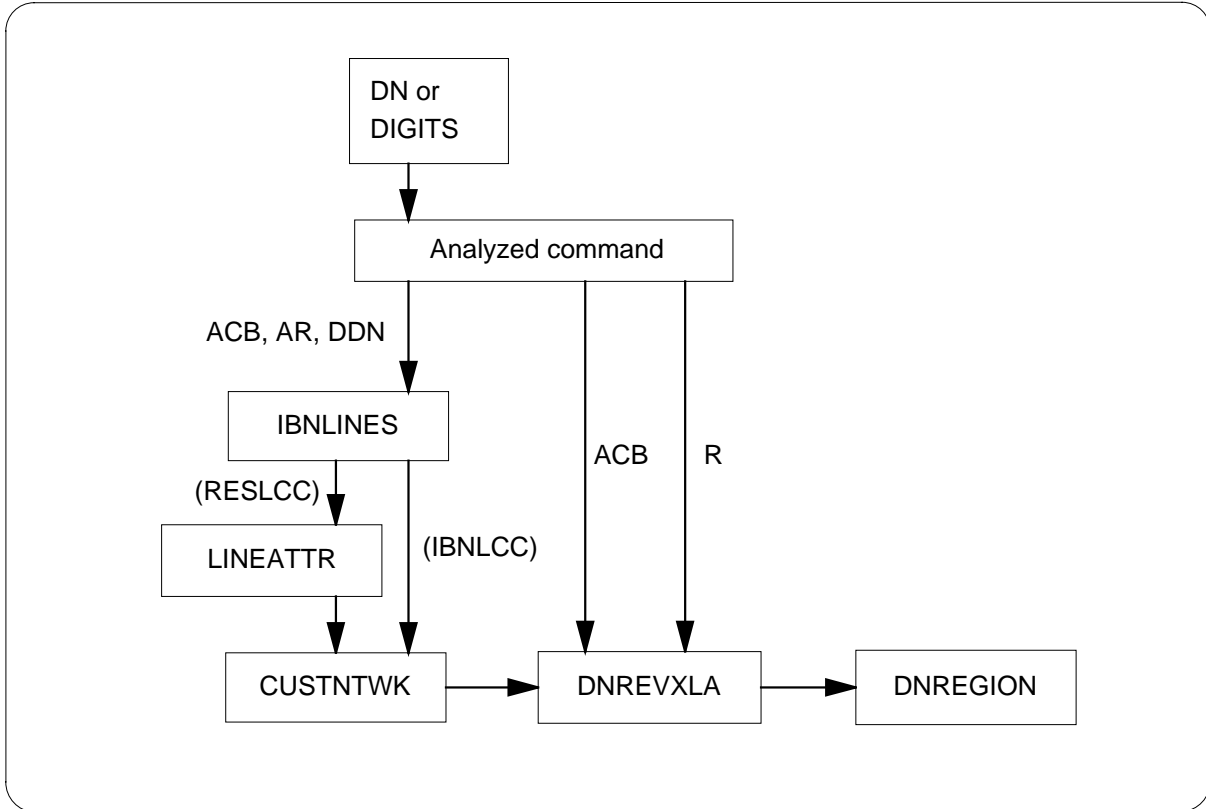 DN or
DIGITS
Analyzed command
ACB, AR, DDN
IBNLINES
ACB
R
(RESLCC)
LINEATTR
(IBNLCC)
CUSTNTWK
DNREVXLA
DNREGION